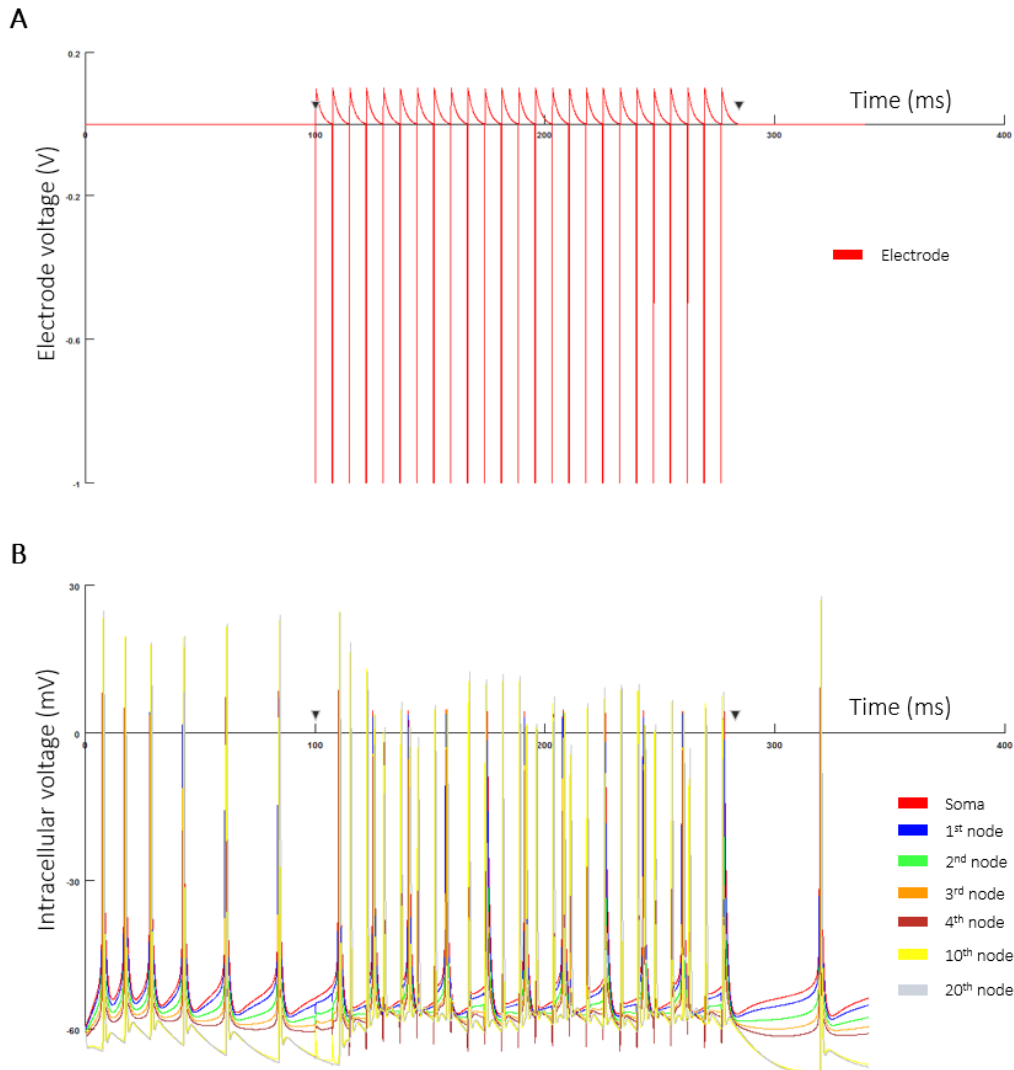 A
0.2
Time (ms)
0 100 200 300 400
-0.2
Electrode voltage (V)
Electrode
-0.6
-1
B
30
Intracellular voltage (mV)
Time (ms)
0 0 100 200 300 400
Soma
1st node
2nd node
-30
3rd node
4th node
10th node
20th node
-60